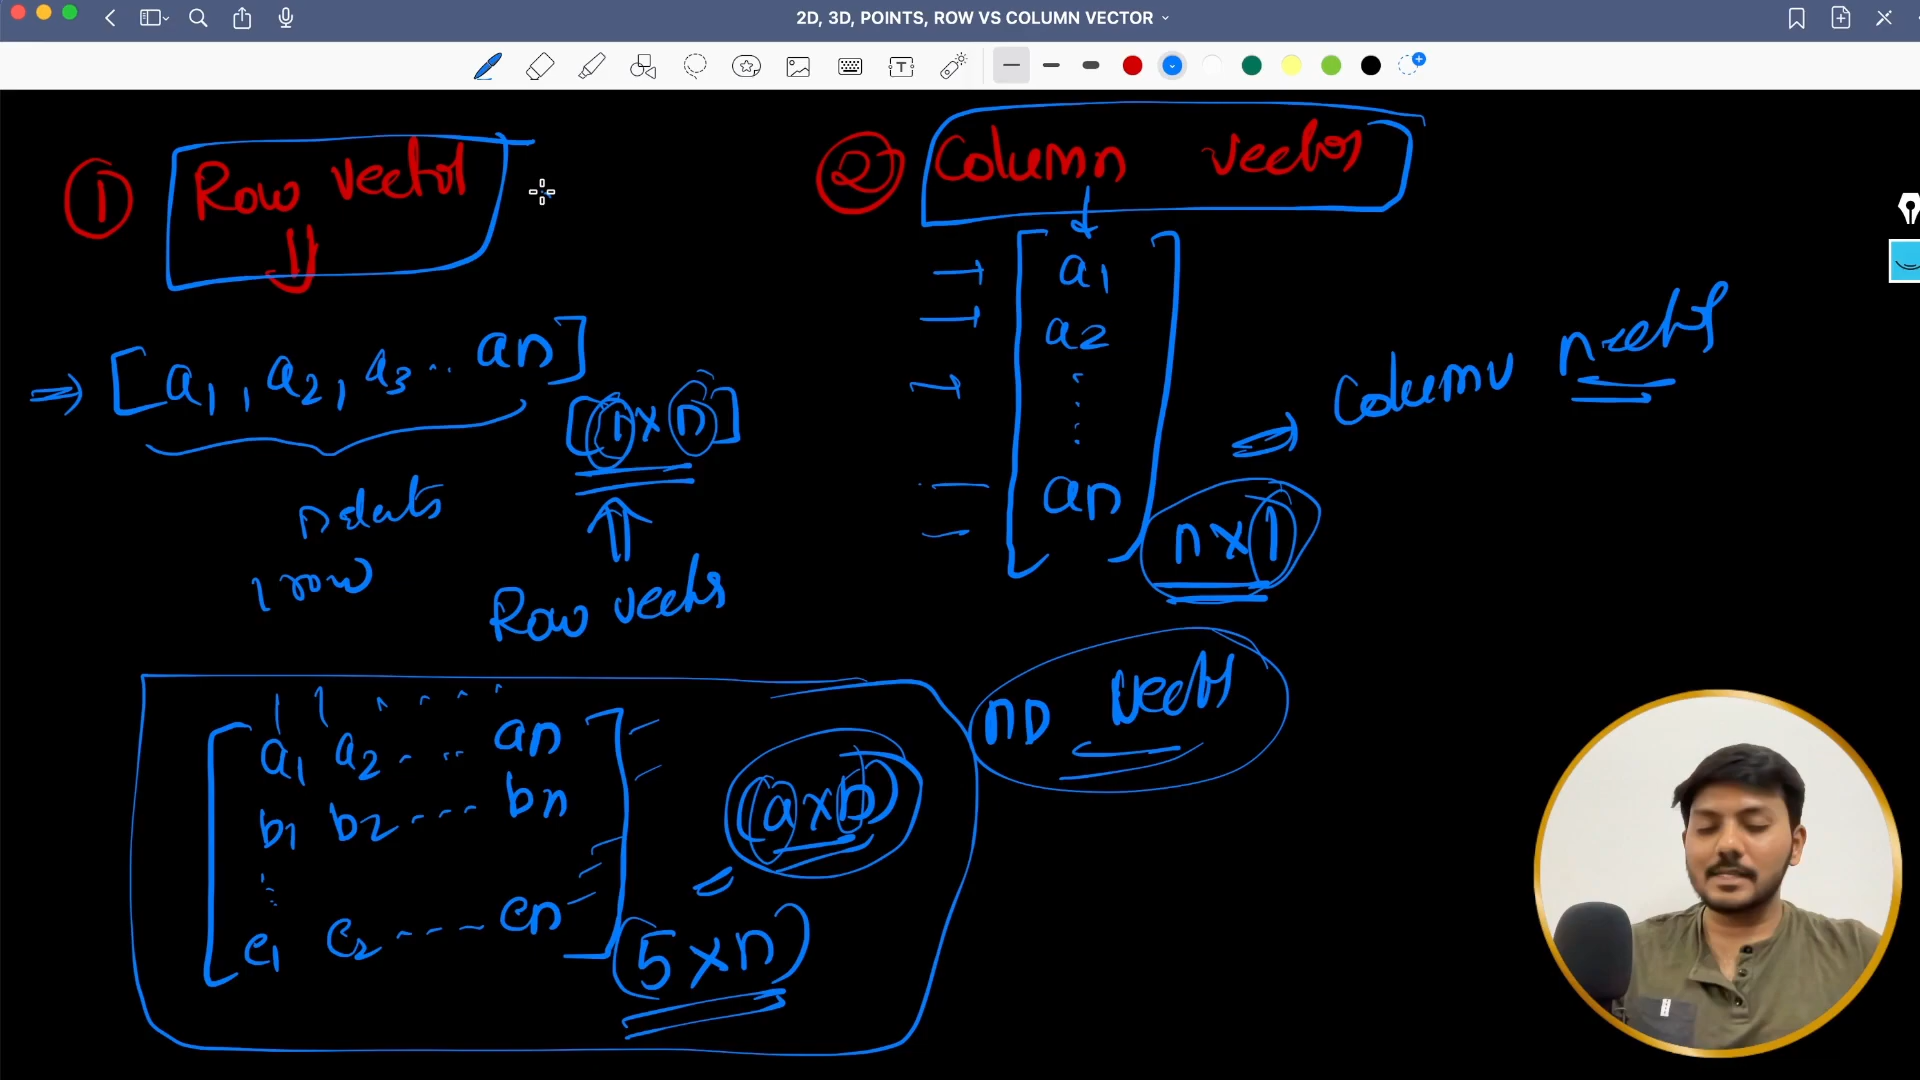 2D, 3D, POINTS, ROW VS COLUMN VECTOR
① Row vector
⇒ [a1, a2, a3 .. an]
[1 x n]
1 row
Row vector
② Column vector
a1
a2
an
n x 1
⇒ Column vector
nD vector
a1 a2 - .. an
b1 b2 .... bn
e1 e2 ---- en
(a x n)
(5 x n)